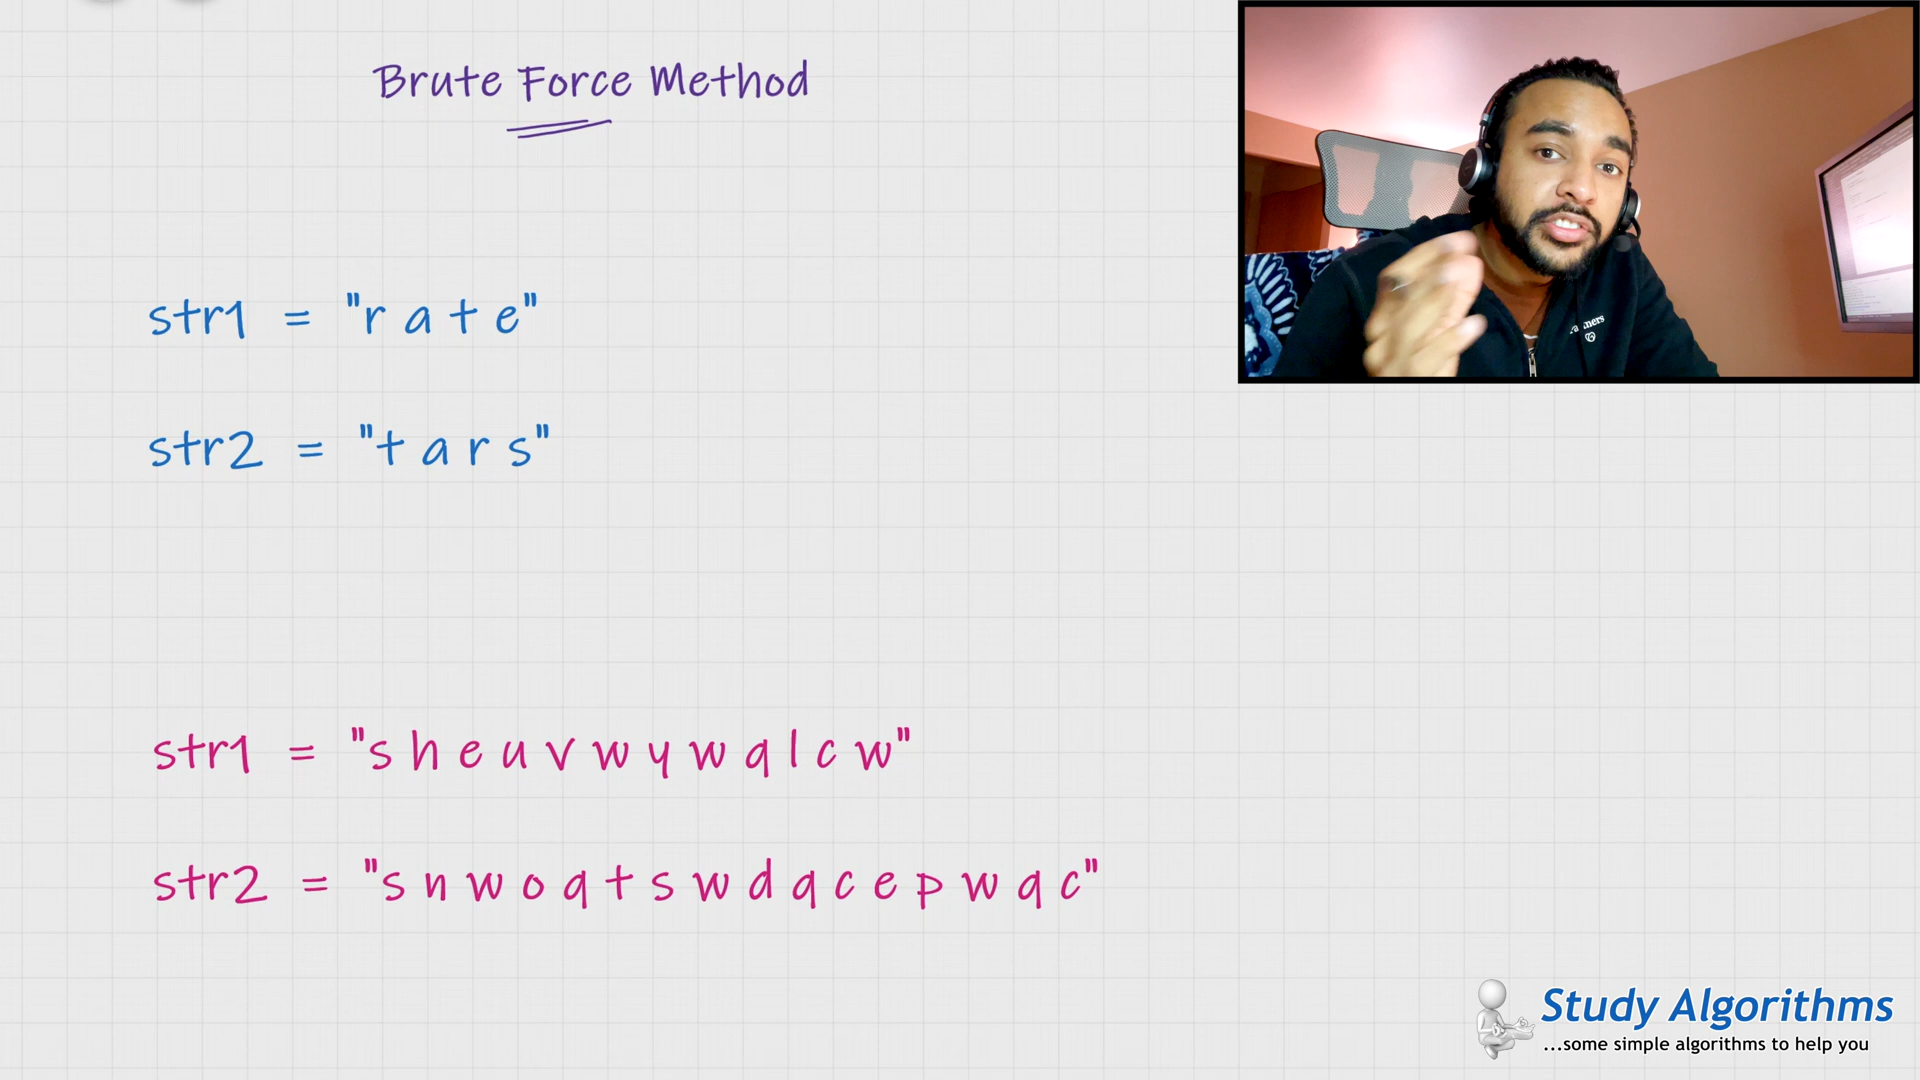 Brute Force Method
str1 = "r a t e"
str2 = "t a r s"
str1 = "s h e u v w y w q l c w"
str2 = "s n w o q t s w d q c e p w q c"
Study Algorithms
...some simple algorithms to help you